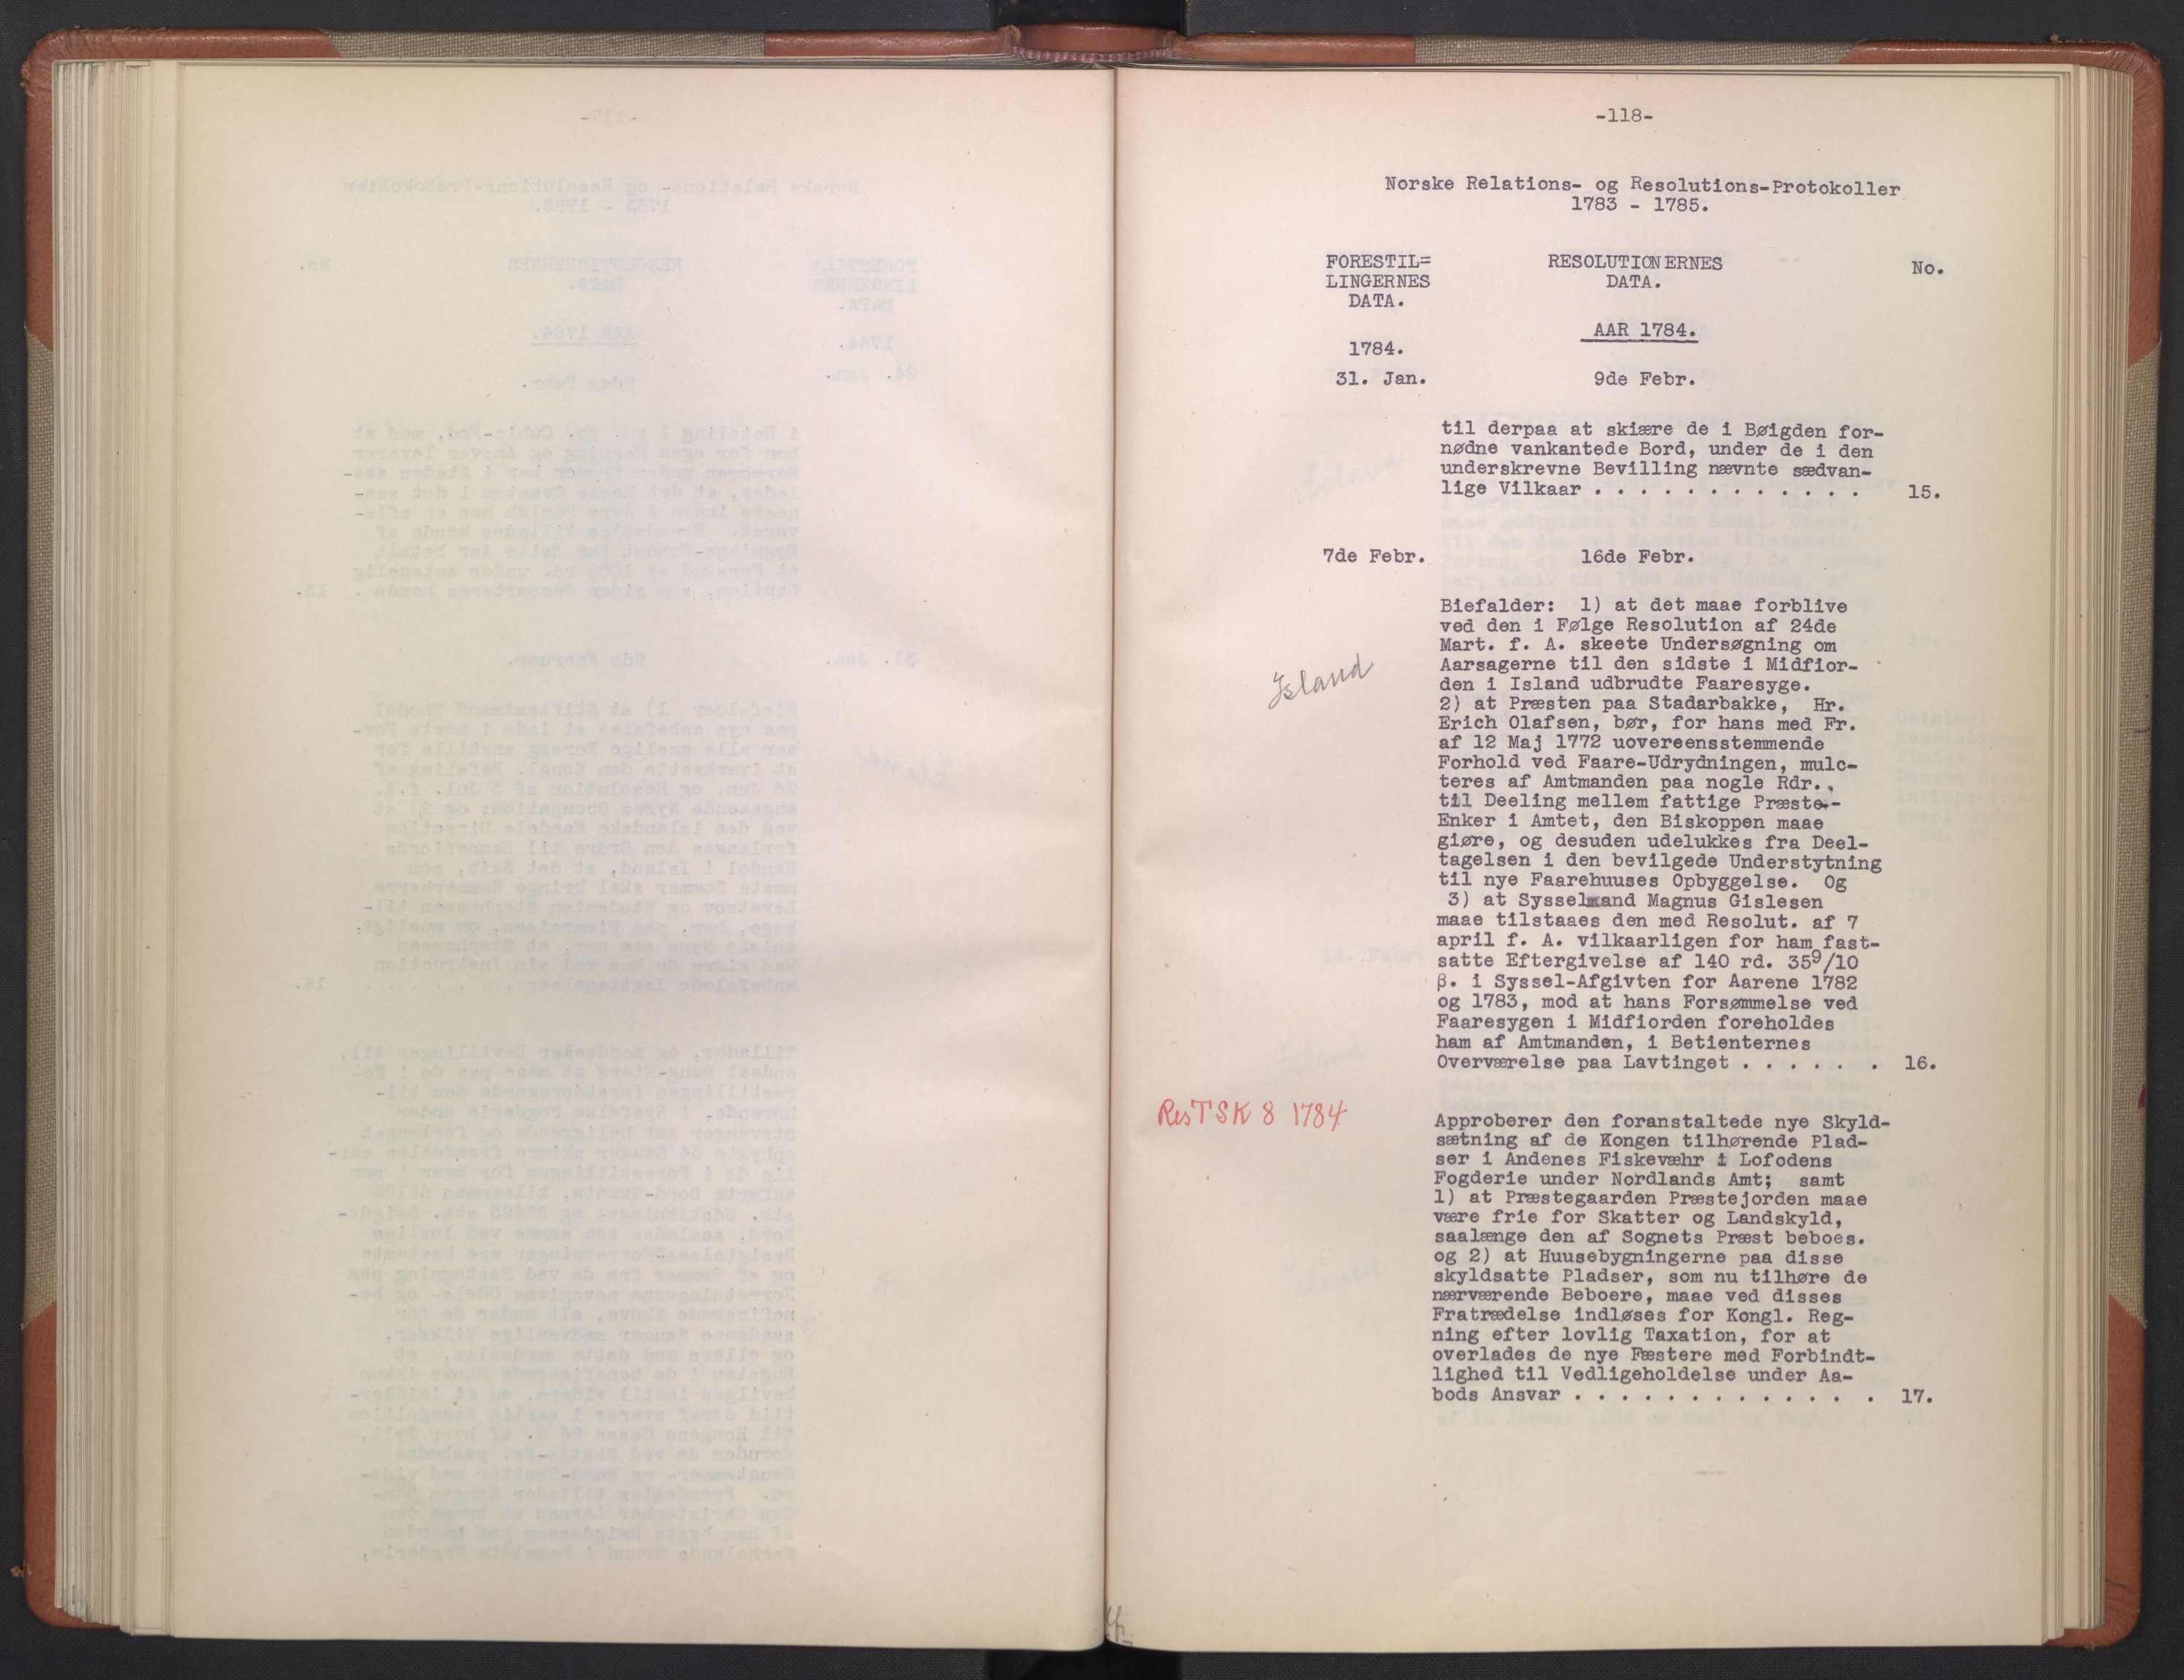 -118-
Norske Relations- og Resolutions-Protokoller
1783 - 1785.
FORESTIL=
LINGERNES
DATA.
RESOLUTIONERNES
DATA.
No.
AAR 1784.
1784.
31. Jan.
9de Febr.
til derpaa at skiære de i Bøigden for-
nødne vankantede Bord, under de i den
underskrevne Bevilling nævnte sædvan-
lige Vilkaar . . . . . . . . . . . . 15.
7de Febr.
16de Febr.
Biefalder: 1) at det maae forblive
ved den i Følge Resolution af 24de
Mart. f. A. skeete Undersøgning om
Aarsagerne til den sidste i Midfior-
den i Island udbrudte Faaresyge.
Island
2) at Præsten paa Stadarbakke, Hr.
Erich Olafsen, bør, for hans med Fr.
af 12 Maj 1772 uovereensstemmende
Forhold ved Faare-Udrydningen, mulc-
teres af Amtmanden paa nogle Rdr.,
til Deeling mellem fattige Præste-
Enker i Amtet, den Biskoppen maae
giøre, og desuden udelukkes fra Deel-
tagelsen i den bevilgede Understytning
til nye Faarehuuses Opbyggelse. Og
3) at Sysselmand Magnus Gislesen
maae tilstaaes den med Resolut. af 7
april f. A. vilkaarligen for ham fast-
satte Eftergivelse af 140 rd. 35 9/10
β. i Syssel-Afgivten for Aarene 1782
og 1783, mod at hans Forsømmelse ved
Faaresygen i Midfiorden foreholdes
ham af Amtmanden, i Betienternes
Overværelse paa Lavtinget . . . . . . 16.
Res T S K 8 1784
Approberer den foranstaltede nye Skyld-
sætning af de Kongen tilhørende Plad-
ser i Andenes Fiskevæhr i Lofodens
Fogderie under Nordlands Amt; samt
1) at Præstegaarden Præstejorden maae
være frie for Skatter og Landskyld,
saalænge den af Sognets Præst beboes.
og 2) at Huusebygningerne paa disse
skyldsatte Pladser, som nu tilhøre de
nærværende Beboere, maae ved disses
Fratrædelse indløses for Kongl. Reg-
ning efter lovlig Taxation, for at
overlades de nye Fæstere med Forbindt-
lighed til Vedligeholdelse under Aa-
bods Ansvar . . . . . . . . . . . . . 17.